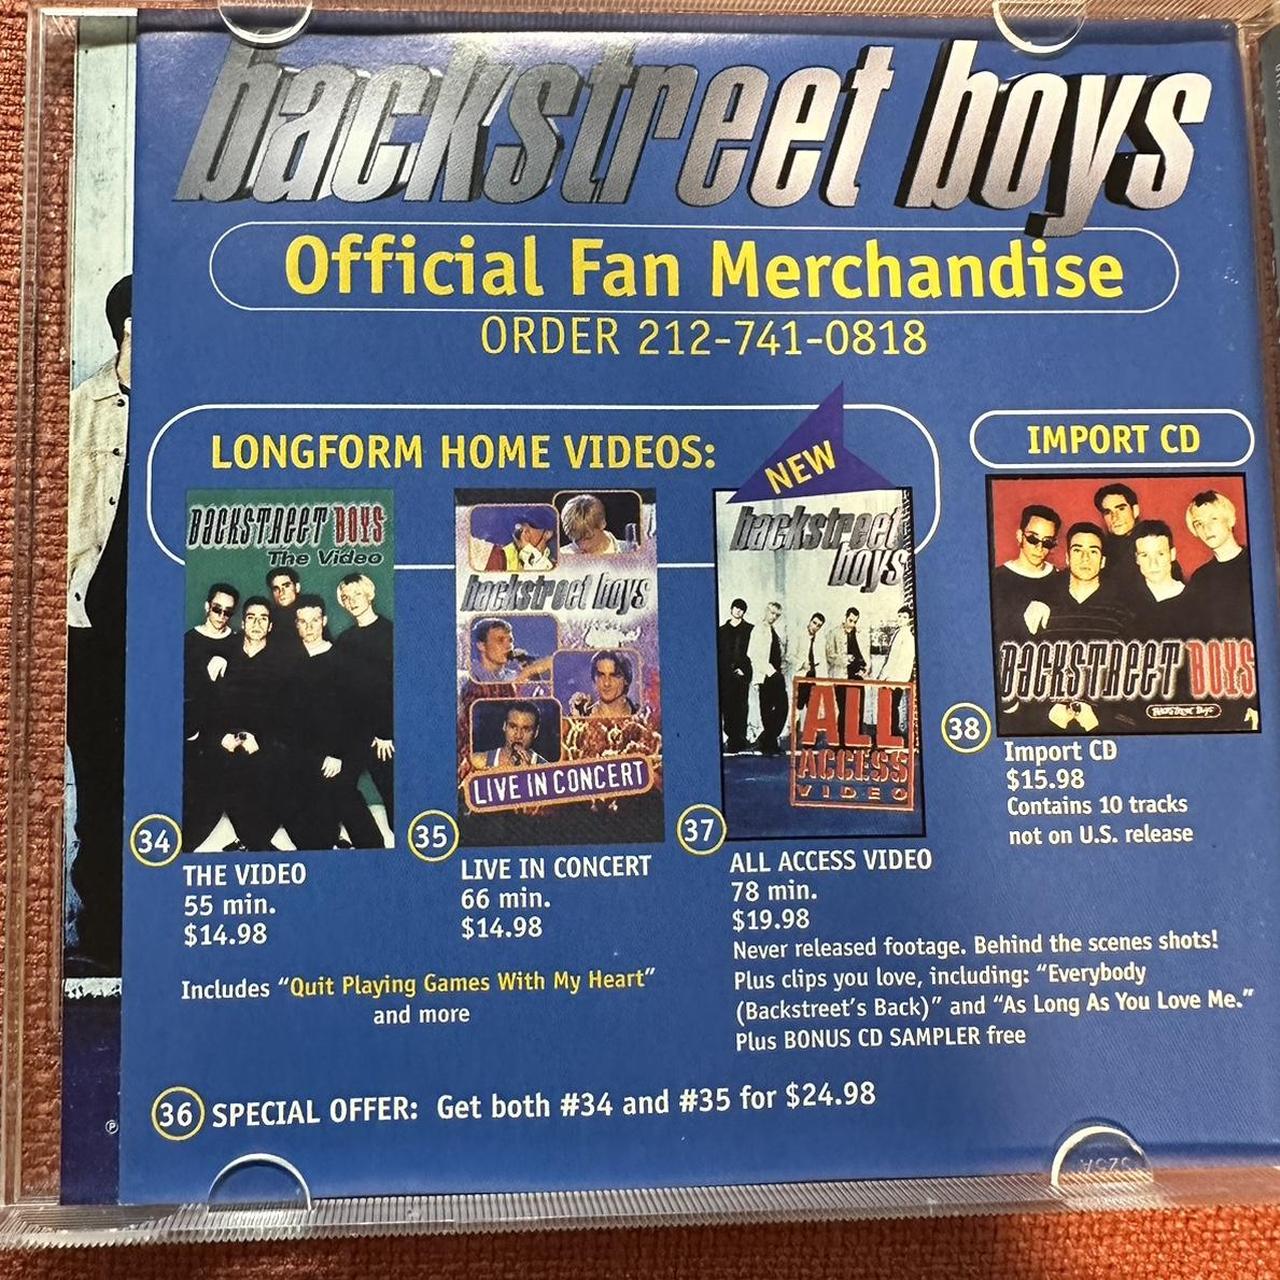 backstreet boys
Official Fan Merchandise
ORDER 212-741-0818
LONGFORM HOME VIDEOS:
NEW
IMPORT CD
BACKSTREET BOYS
The Video
backstreet boys
LIVE IN CONCERT
backstreet
boys
ALL
ACCESS
VIDEO
BACKSTREET BOYS
BACKSTREET BOYS
34
THE VIDEO
55 min.
$14.98
35
LIVE IN CONCERT
66 min.
$14.98
Includes “Quit Playing Games With My Heart”
and more
37
ALL ACCESS VIDEO
78 min.
$19.98
Never released footage. Behind the scenes shots!
Plus clips you love, including: “Everybody
(Backstreet’s Back)” and “As Long As You Love Me.”
Plus BONUS CD SAMPLER free
38
Import CD
$15.98
Contains 10 tracks
not on U.S. release
36 SPECIAL OFFER: Get both #34 and #35 for $24.98
℗